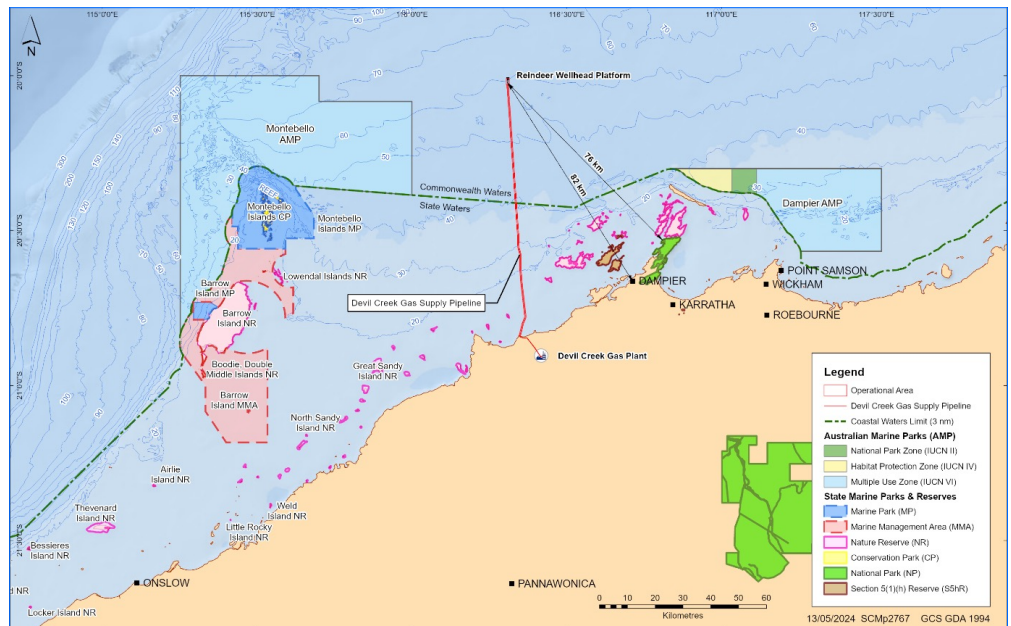 115°0'0"E
115°30'0"E
116°0'0"E
116°30'0"E
117°0'0"E
117°30'0"E
N
20°0'0"S
20°30'0"S
21°0'0"S
21°30'0"S
Reindeer Wellhead Platform
Montebello
AMP
76 km
82 km
Commonwealth Waters
State Waters
REEF
Montebello
Islands CP
Montebello
Islands MP
Dampier AMP
Lowendal Islands NR
Barrow
Island MP
Barrow
Island NR
Devil Creek Gas Supply Pipeline
DAMPIER
POINT SAMSON
WICKHAM
KARRATHA
ROEBOURNE
Devil Creek Gas Plant
Boodie, Double
Middle Islands NR
Barrow
Island MMA
Great Sandy
Island NR
North Sandy
Island NR
Airlie
Island NR
Thevenard
Island NR
Weld
Island NR
Little Rocky
Island NR
Bessieres
Island NR
d NR
Locker Island NR
ONSLOW
PANNAWONICA
Legend
Operational Area
Devil Creek Gas Supply Pipeline
Coastal Waters Limit (3 nm)
Australian Marine Parks (AMP)
National Park Zone (IUCN II)
Habitat Protection Zone (IUCN IV)
Multiple Use Zone (IUCN VI)
State Marine Parks & Reserves
Marine Park (MP)
Marine Management Area (MMA)
Nature Reserve (NR)
Conservation Park (CP)
National Park (NP)
Section 5(1)(h) Reserve (S5hR)
0 10 20 30 40 50 60
Kilometres
13/05/2024 SCMp2767 GCS GDA 1994